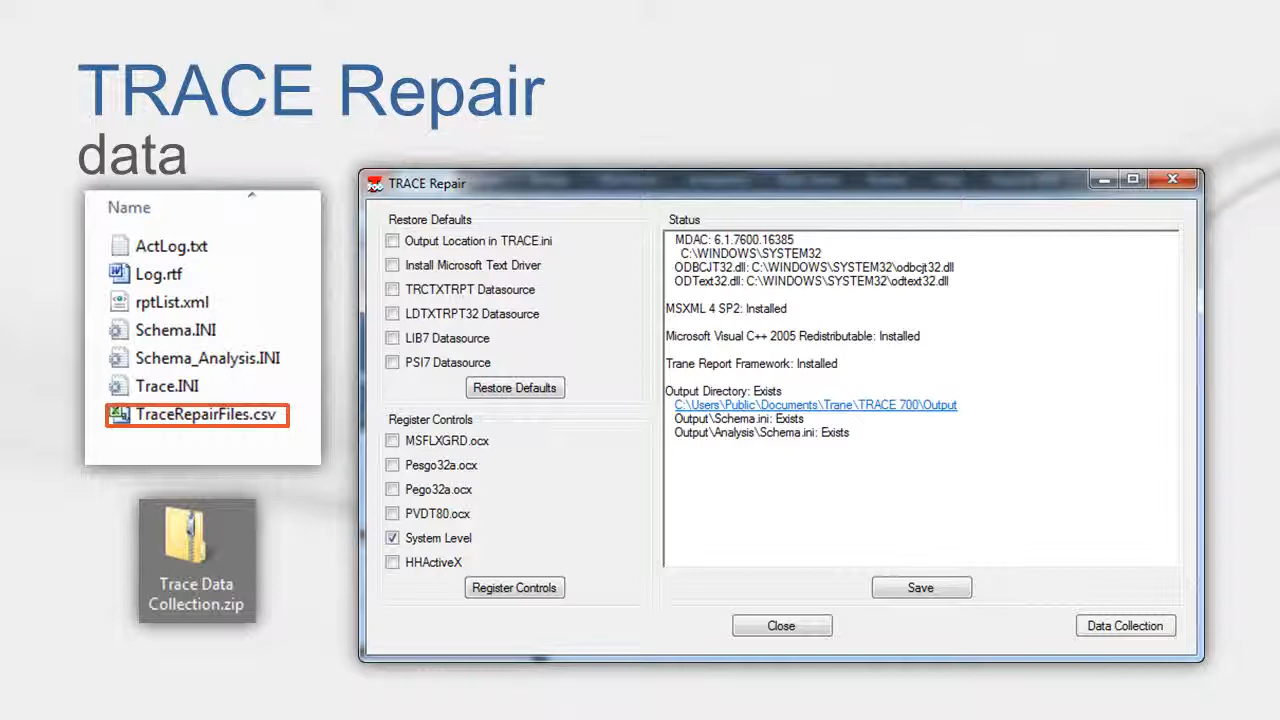 TRACE Repair
data
Name
ActLog.txt
Log.rtf
rptList.xml
Schema.INI
Schema_Analysis.INI
Trace.INI
TraceRepairFiles.csv
Trace Data
Collection.zip
TRACE Repair
Restore Defaults
Output Location in TRACE.ini
Install Microsoft Text Driver
TRCTXTRPT Datasource
LDTXTRPT32 Datasource
LIB7 Datasource
PSI7 Datasource
Restore Defaults
Register Controls
MSFLXGRD.ocx
Pesgo32a.ocx
Pego32a.ocx
PVDT80.ocx
System Level
HHActiveX
Register Controls
Status
MDAC: 6.1.7600.16385
C:\WINDOWS\SYSTEM32
ODBCJT32.dll: C:\WINDOWS\SYSTEM32\odbcjt32.dll
ODText32.dll: C:\WINDOWS\SYSTEM32\odtext32.dll
MSXML 4 SP2: Installed
Microsoft Visual C++ 2005 Redistributable: Installed
Trane Report Framework: Installed
Output Directory: Exists
C:\Users\Public\Documents\Trane\TRACE 700\Output
Output\Schema.ini: Exists
Output\Analysis\Schema.ini: Exists
Save
Close
Data Collection